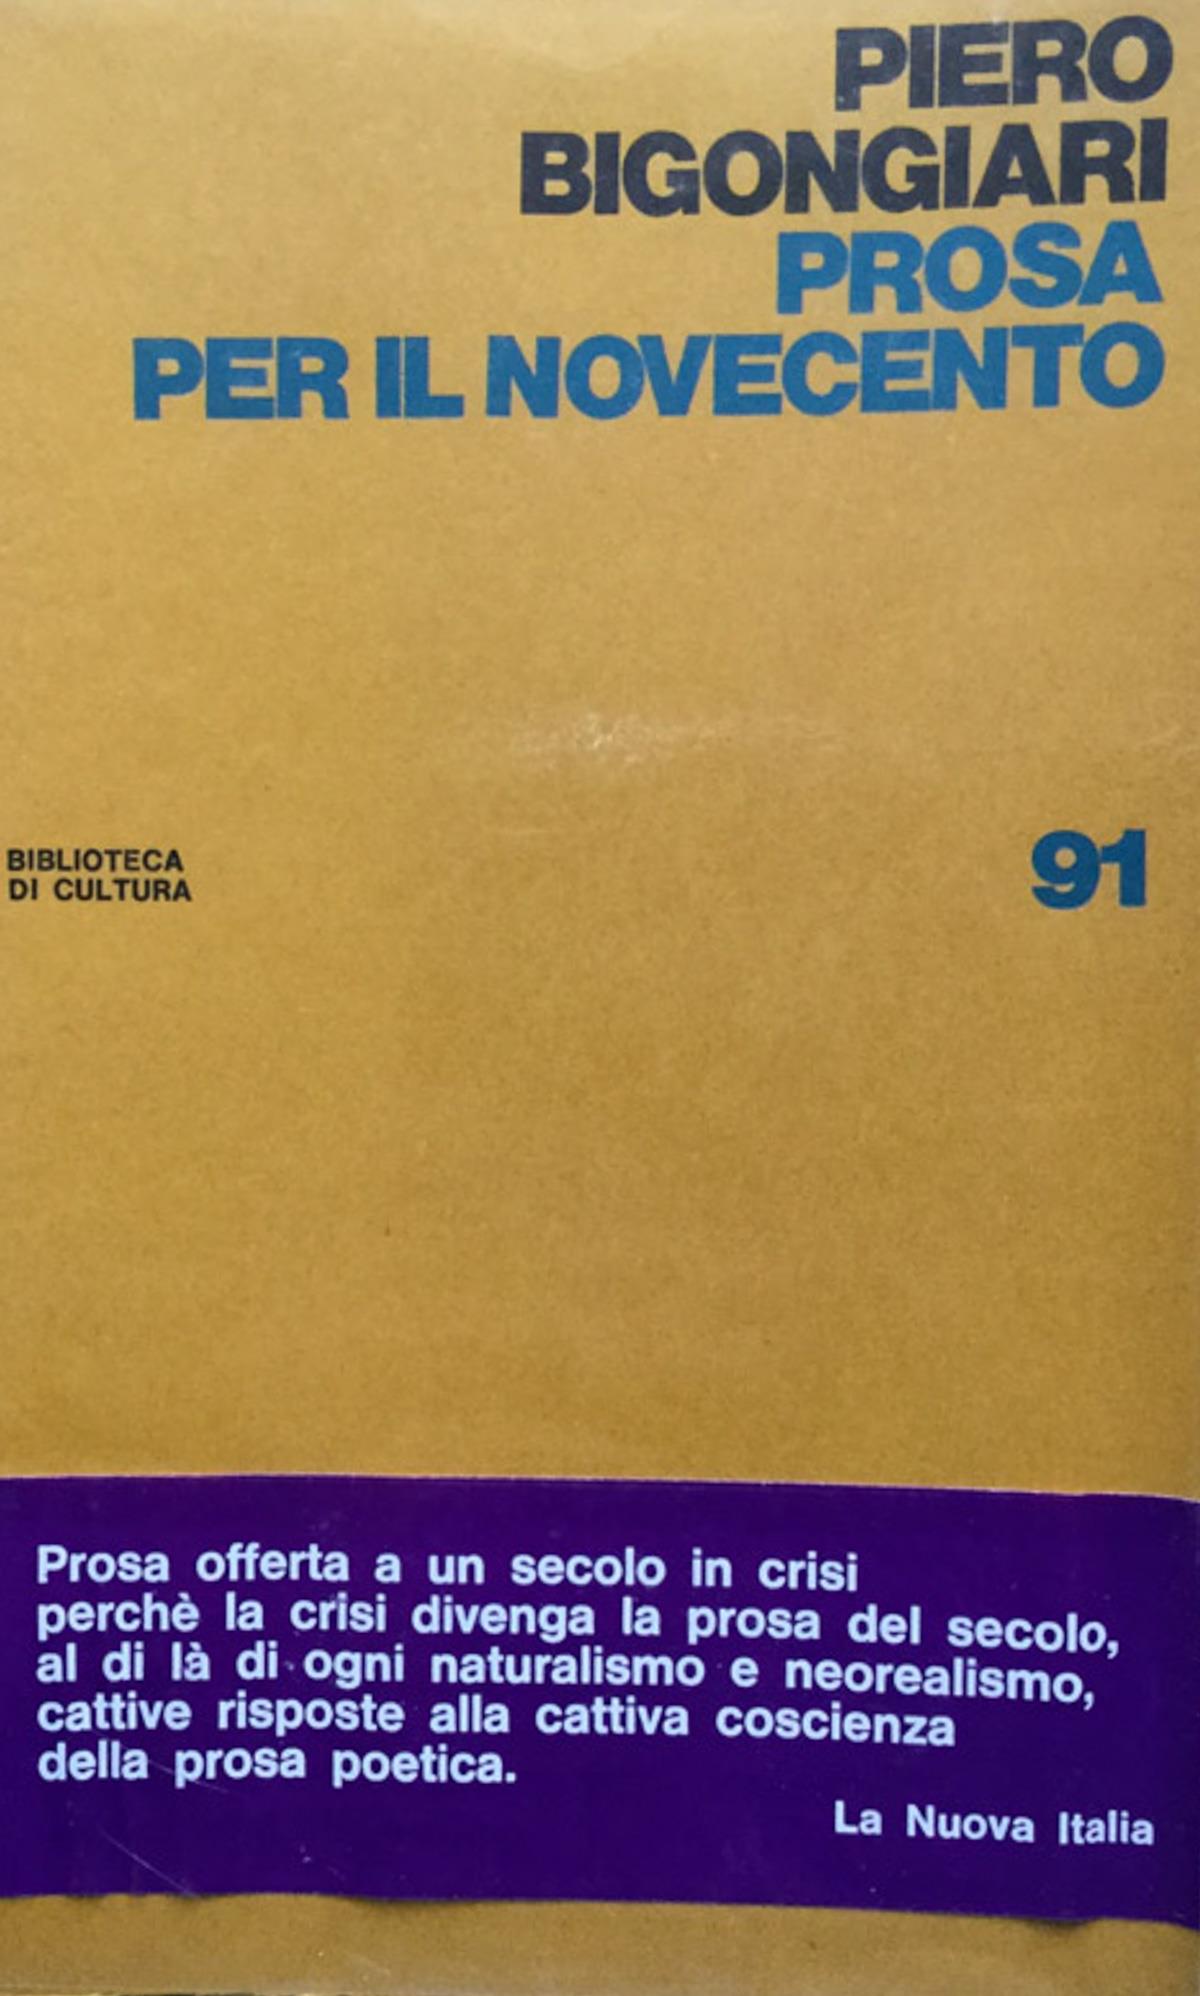 PIERO
BIGONGIARI
PROSA
PER IL NOVECENTO
BIBLIOTECA
DI CULTURA
91
Prosa offerta a un secolo in crisi
perchè la crisi divenga la prosa del secolo,
al di là di ogni naturalismo e neorealismo,
cattive risposte alla cattiva coscienza
della prosa poetica.
La Nuova Italia